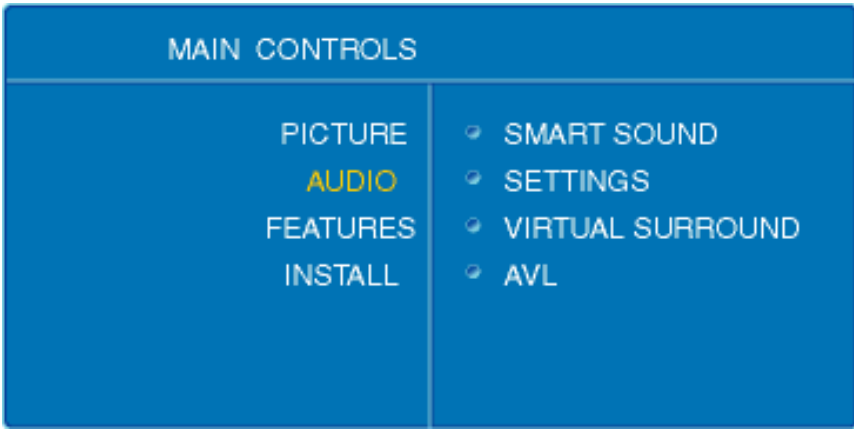 MAIN CONTROLS
PICTURE
AUDIO
FEATURES
INSTALL
SMART SOUND
SETTINGS
VIRTUAL SURROUND
AVL